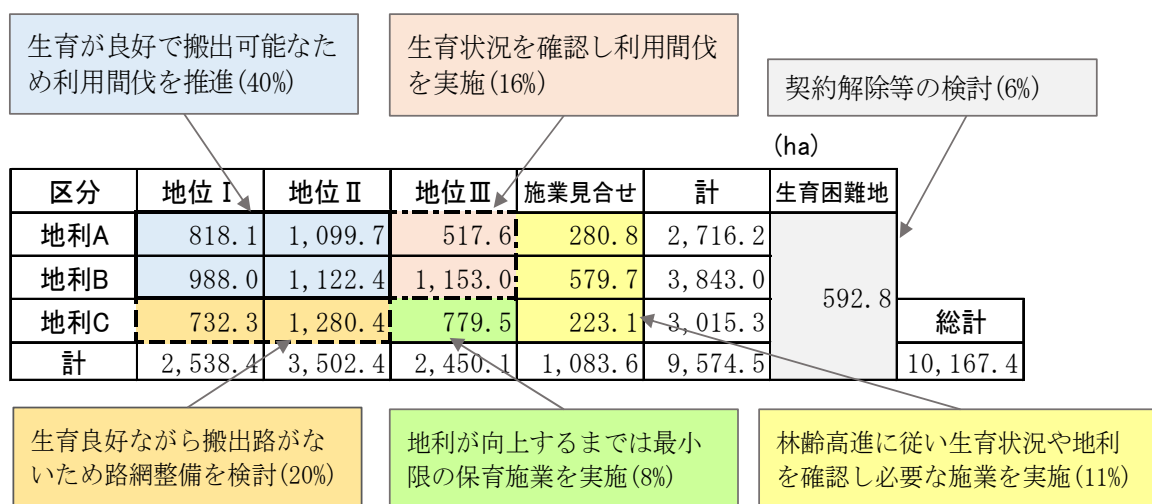 生育が良好で搬出可能なた
め利用間伐を推進(40%)
生育状況を確認し利用間伐
を実施(16%)
契約解除等の検討(6%)
(ha)
区分 地位Ⅰ 地位Ⅱ 地位Ⅲ 施業見合せ 計 生育困難地
地利A 818.1 1,099.7 517.6 280.8 2,716.2
地利B 988.0 1,122.4 1,153.0 579.7 3,843.0
592.8
地利C 732.3 1,280.4 779.5 223.1 3,015.3 総計
計 2,538.4 3,502.4 2,450.1 1,083.6 9,574.5 10,167.4
生育良好ながら搬出路がな
いため路網整備を検討(20%)
地利が向上するまでは最小
限の保育施業を実施(8%)
林齢高進に従い生育状況や地利
を確認し必要な施業を実施(11%)